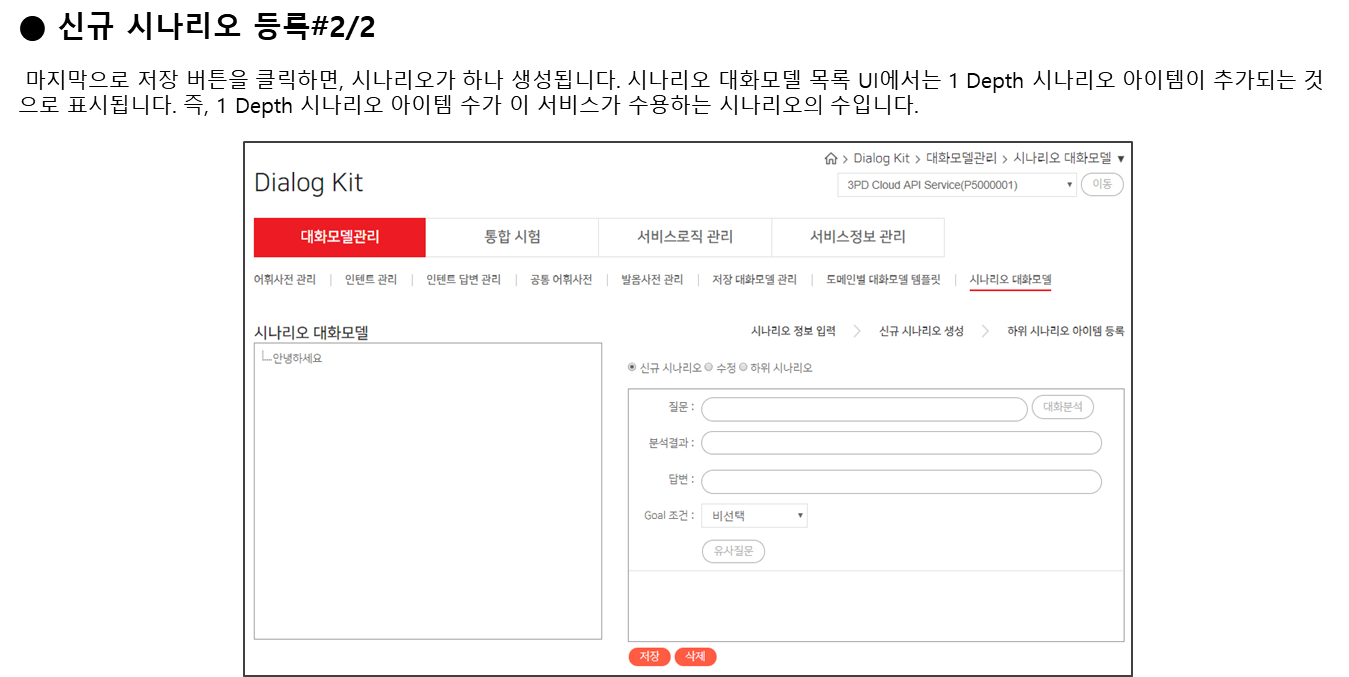 ● 신규 시나리오 등록#2/2
마지막으로 저장 버튼을 클릭하면, 시나리오가 하나 생성됩니다. 시나리오 대화모델 목록 UI에서는 1 Depth 시나리오 아이템이 추가되는 것
으로 표시됩니다. 즉, 1 Depth 시나리오 아이템 수가 이 서비스가 수용하는 시나리오의 수입니다.
> Dialog Kit > 대화모델관리 > 시나리오 대화모델 ▼
Dialog Kit
3PD Cloud API Service(P5000001) ▼ 이동
대화모델관리 통합 시험 서비스로직 관리 서비스정보 관리
어휘사전 관리 | 인텐트 관리 | 인텐트 답변 관리 | 공통 어휘사전 | 발음사전 관리 | 저장 대화모델 관리 | 도메인별 대화모델 템플릿 | 시나리오 대화모델
시나리오 대화모델
시나리오 정보 입력 > 신규 시나리오 생성 > 하위 시나리오 아이템 등록
안녕하세요
신규 시나리오 수정 하위 시나리오
질문 : 대화분석
분석결과 :
답변 :
Goal 조건 : 비선택 ▼
유사질문
저장 삭제